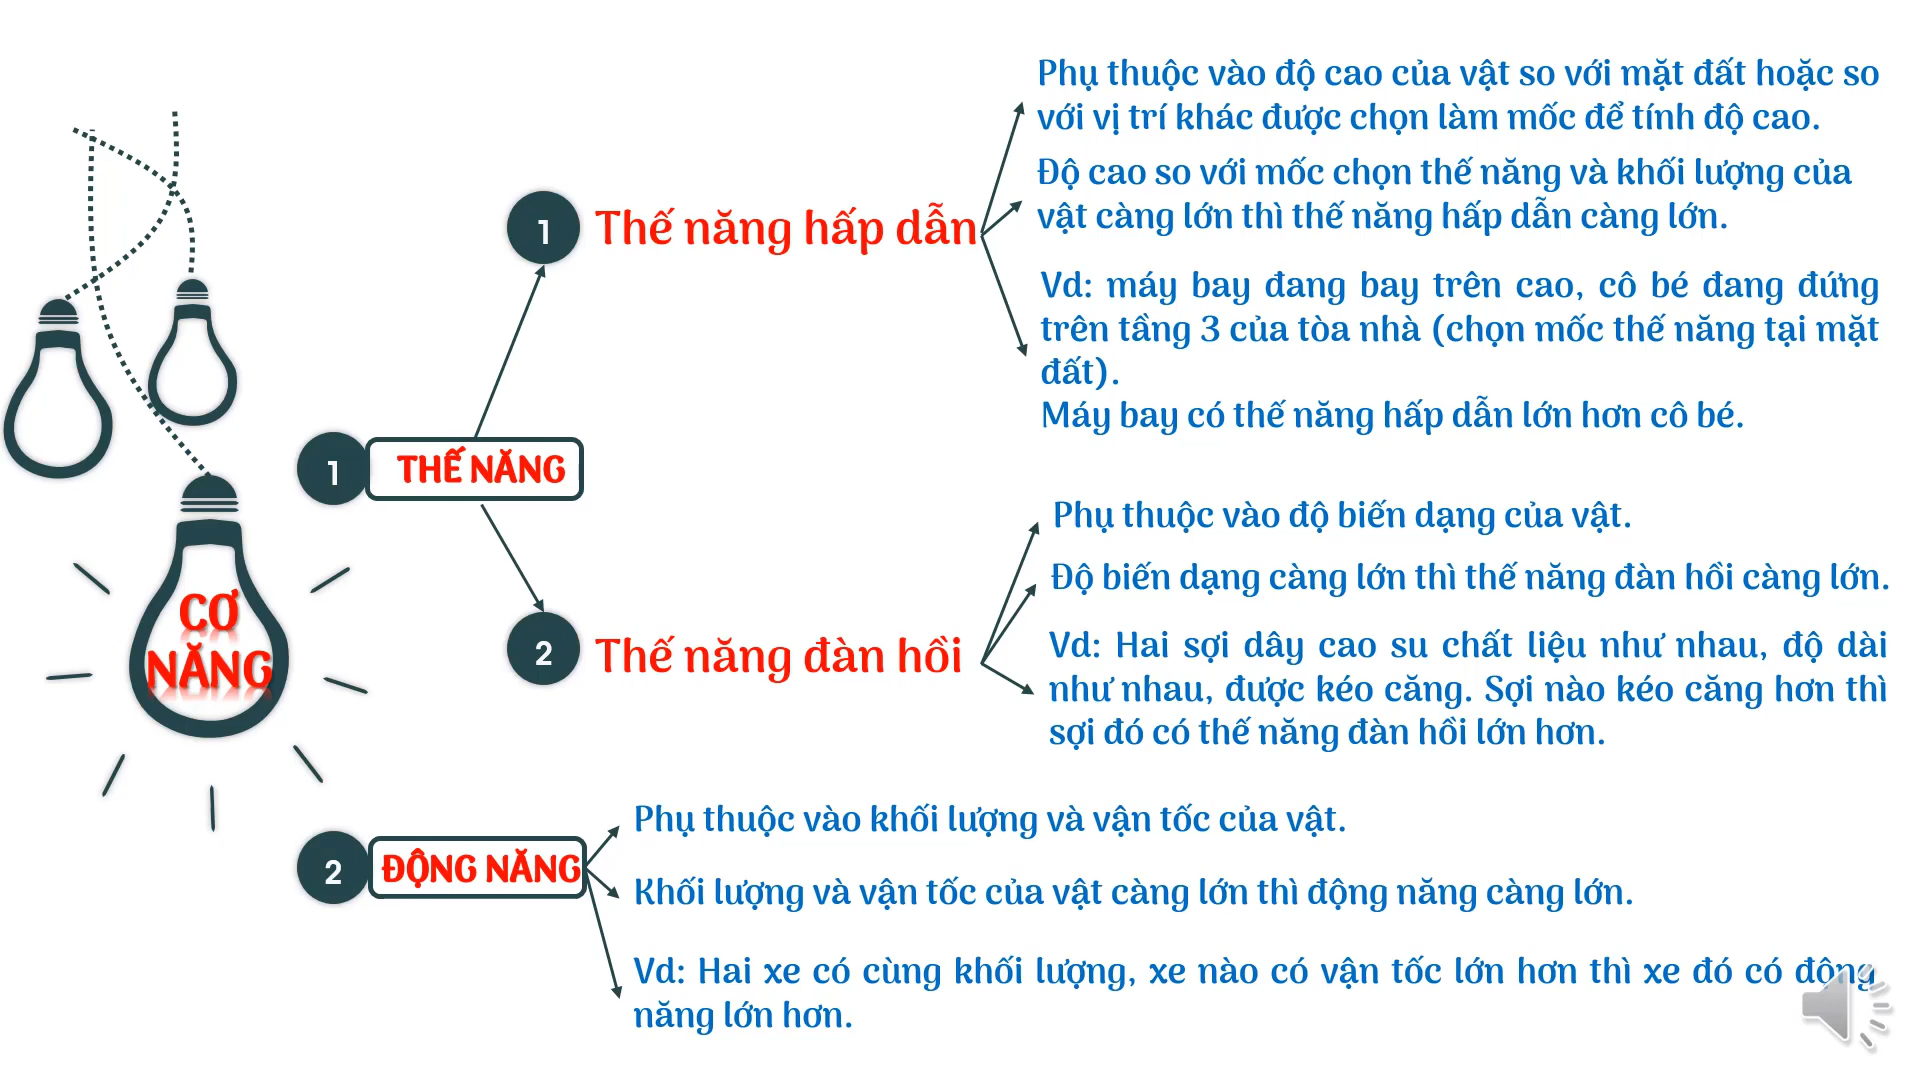 CƠ
NĂNG
1
THẾ NĂNG
1
Thế năng hấp dẫn
Phụ thuộc vào độ cao của vật so với mặt đất hoặc so
với vị trí khác được chọn làm mốc để tính độ cao.
Độ cao so với mốc chọn thế năng và khối lượng của
vật càng lớn thì thế năng hấp dẫn càng lớn.
Vd: máy bay đang bay trên cao, cô bé đang đứng
trên tầng 3 của tòa nhà (chọn mốc thế năng tại mặt
đất).
Máy bay có thế năng hấp dẫn lớn hơn cô bé.
2
Thế năng đàn hồi
Phụ thuộc vào độ biến dạng của vật.
Độ biến dạng càng lớn thì thế năng đàn hồi càng lớn.
Vd: Hai sợi dây cao su chất liệu như nhau, độ dài
như nhau, được kéo căng. Sợi nào kéo căng hơn thì
sợi đó có thế năng đàn hồi lớn hơn.
2
ĐỘNG NĂNG
Phụ thuộc vào khối lượng và vận tốc của vật.
Khối lượng và vận tốc của vật càng lớn thì động năng càng lớn.
Vd: Hai xe có cùng khối lượng, xe nào có vận tốc lớn hơn thì xe đó có động
năng lớn hơn.